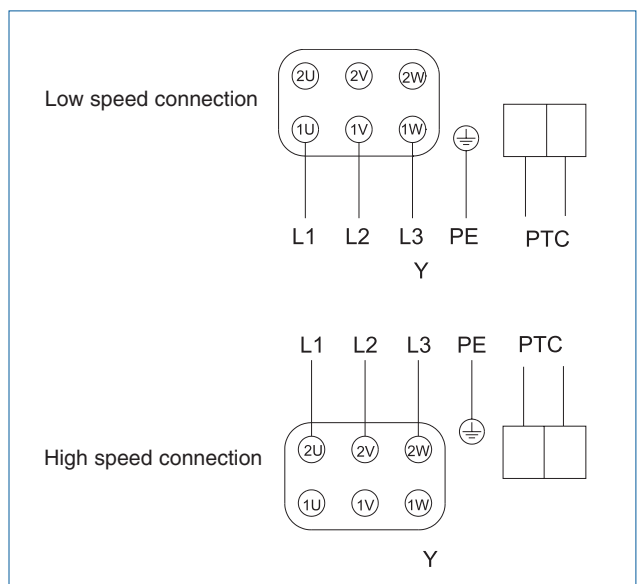 Low speed connection
2U 2V 2W
1U 1V 1W
L1 L2 L3 PE PTC
Y
L1 L2 L3 PE PTC
High speed connection
2U 2V 2W
1U 1V 1W
Y